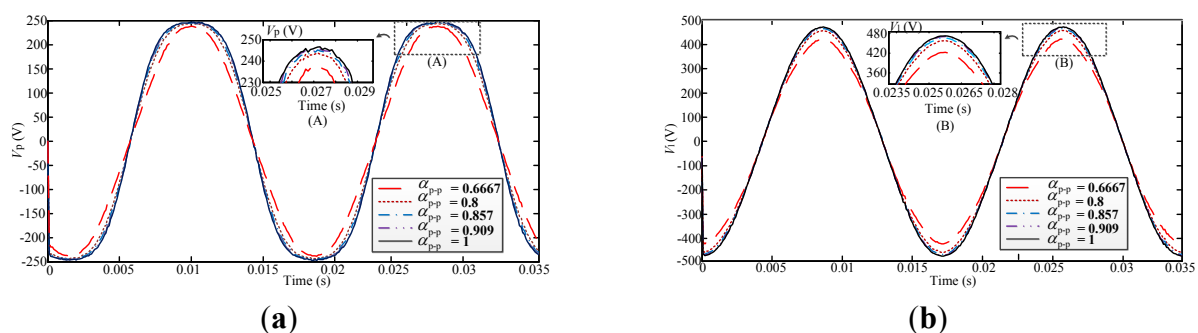 V_p (V)
250
200
150
100
50
0
-50
-100
-150
-200
-250
0
0.005
0.01
0.015
0.02
0.025
0.03
0.035
Time (s)
V_p (V)
250
240
230
0.025
0.027
0.029
Time (s)
(A)
(A)
α_p-p = 0.6667
α_p-p = 0.8
α_p-p = 0.857
α_p-p = 0.909
α_p-p = 1
(a)
V_l (V)
500
400
300
200
100
0
-100
-200
-300
-400
-500
0
0.005
0.01
0.015
0.02
0.025
0.03
0.035
Time (s)
V_l (V)
480
420
360
0.0235
0.025
0.0265
0.028
Time (s)
(B)
(B)
α_p-p = 0.6667
α_p-p = 0.8
α_p-p = 0.857
α_p-p = 0.909
α_p-p = 1
(b)